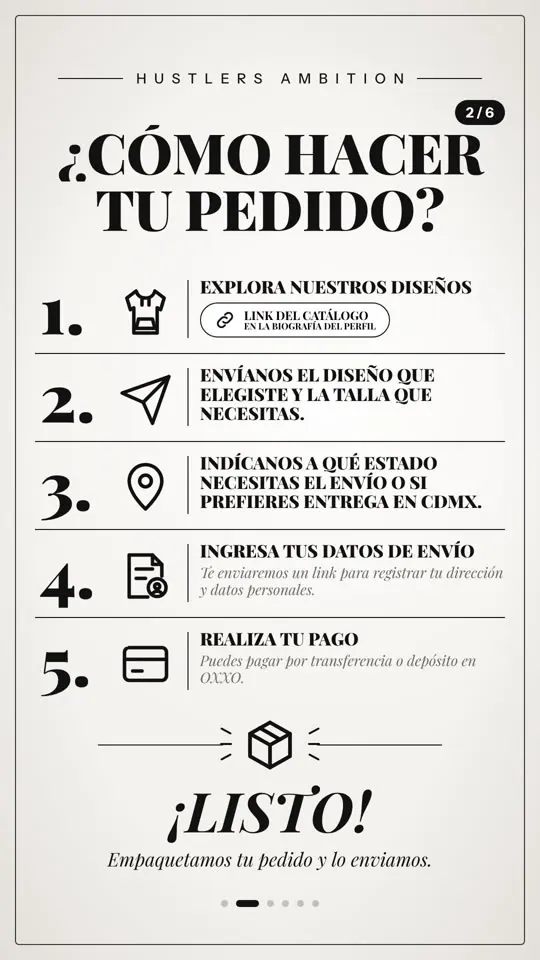 HUSTLERS AMBITION
2/6
¿CÓMO HACER
TU PEDIDO?
1.
EXPLORA NUESTROS DISEÑOS
LINK DEL CATÁLOGO
EN LA BIOGRAFÍA DEL PERFIL
2.
ENVÍANOS EL DISEÑO QUE
ELEGISTE Y LA TALLA QUE
NECESITAS.
3.
INDÍCANOS A QUÉ ESTADO
NECESITAS EL ENVÍO O SI
PREFIERES ENTREGA EN CDMX.
4.
INGRESA TUS DATOS DE ENVÍO
Te enviaremos un link para registrar tu dirección
y datos personales.
5.
REALIZA TU PAGO
Puedes pagar por transferencia o depósito en
OXXO.
¡LISTO!
Empaquetamos tu pedido y lo enviamos.